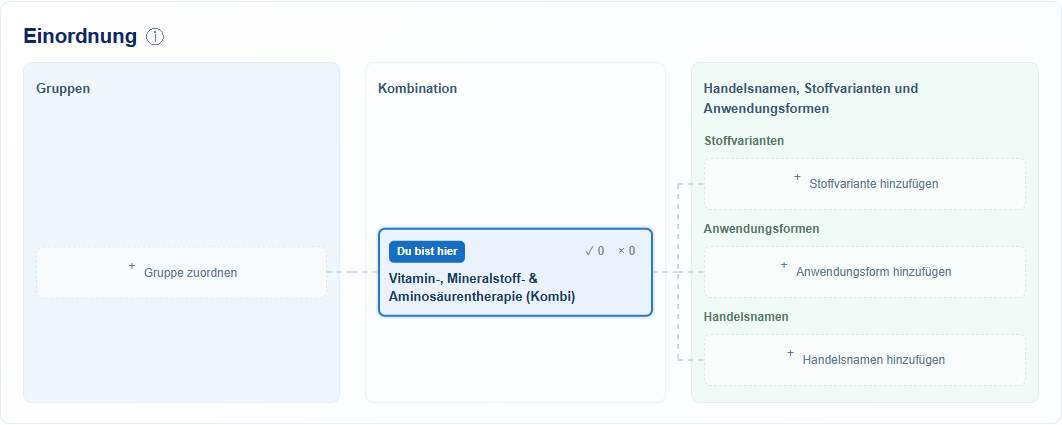 Einordnung ⓘ
Gruppen
+ Gruppe zuordnen
Kombination
Du bist hier
✓ 0 × 0
Vitamin-, Mineralstoff- &
Aminosäurentherapie (Kombi)
Handelsnamen, Stoffvarianten und
Anwendungsformen
Stoffvarianten
+ Stoffvariante hinzufügen
Anwendungsformen
+ Anwendungsform hinzufügen
Handelsnamen
+ Handelsnamen hinzufügen